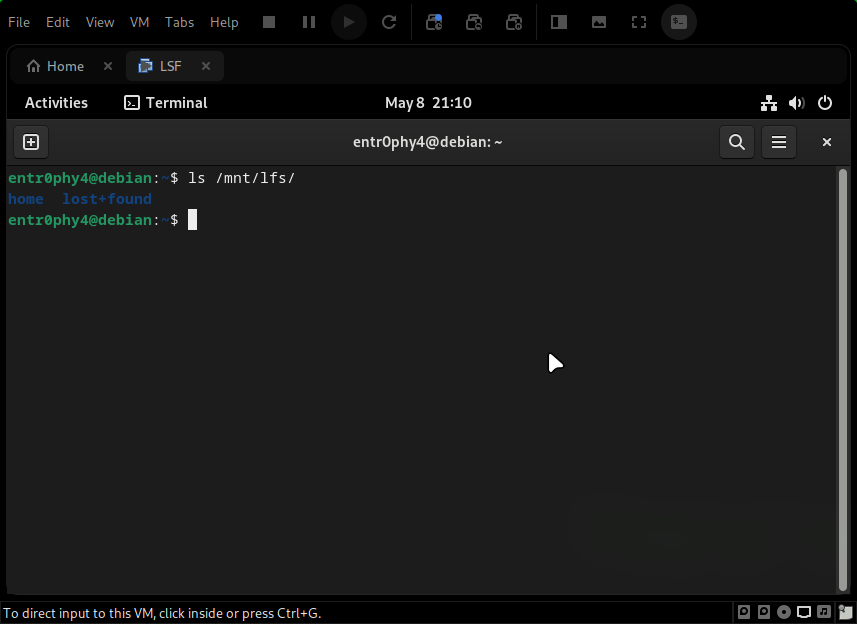 File Edit View VM Tabs Help
Home LSF
Activities Terminal May 8 21:10
entr0phy4@debian: ~
entr0phy4@debian:~$ ls /mnt/lfs/
home lost+found
entr0phy4@debian:~$
To direct input to this VM, click inside or press Ctrl+G.